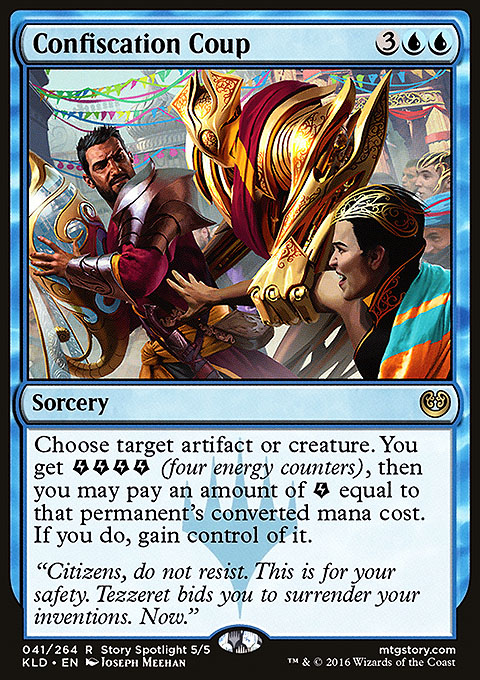 Confiscation Coup 3
Sorcery
Choose target artifact or creature. You
get (four energy counters), then
you may pay an amount of equal to
that permanent's converted mana cost.
If you do, gain control of it.
“Citizens, do not resist. This is for your
safety. Tezzeret bids you to surrender your
inventions. Now.”
041/264 R Story Spotlight 5/5 mtgstory.com
KLD • EN Joseph Meehan ™ & © 2016 Wizards of the Coast